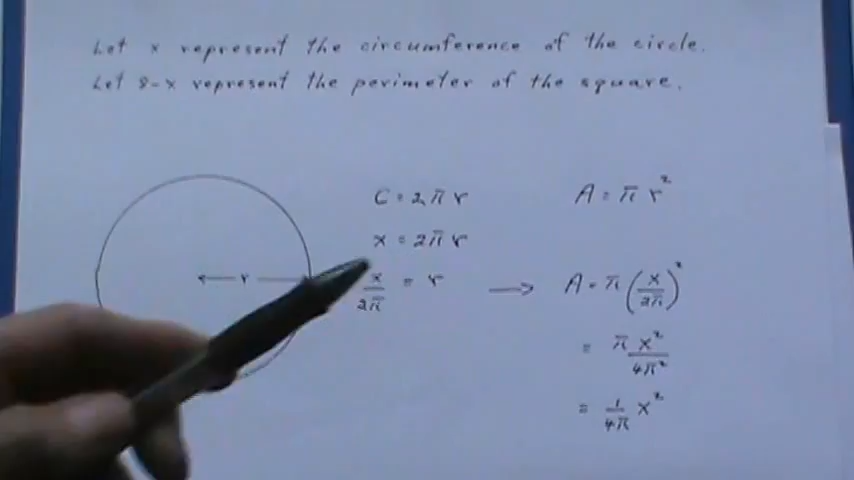 Let x represent the circumference of the circle.
Let 8-x represent the perimeter of the square.
r
C = 2πr
x = 2πr
x/2π = r
→
A = πr²
A = π(x/2π)²
= πx²/4π²
= 1/4π x²